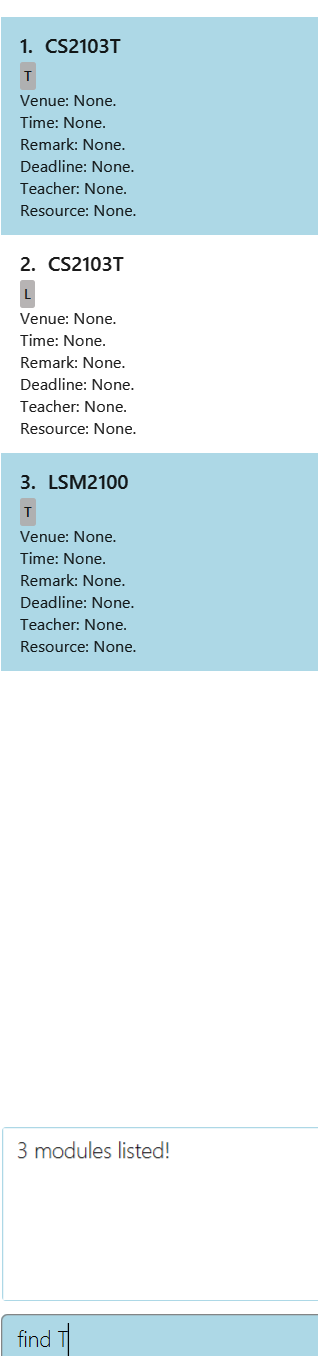 1. CS2103T
T
Venue: None.
Time: None.
Remark: None.
Deadline: None.
Teacher: None.
Resource: None.
2. CS2103T
L
Venue: None.
Time: None.
Remark: None.
Deadline: None.
Teacher: None.
Resource: None.
3. LSM2100
T
Venue: None.
Time: None.
Remark: None.
Deadline: None.
Teacher: None.
Resource: None.
3 modules listed!
find T